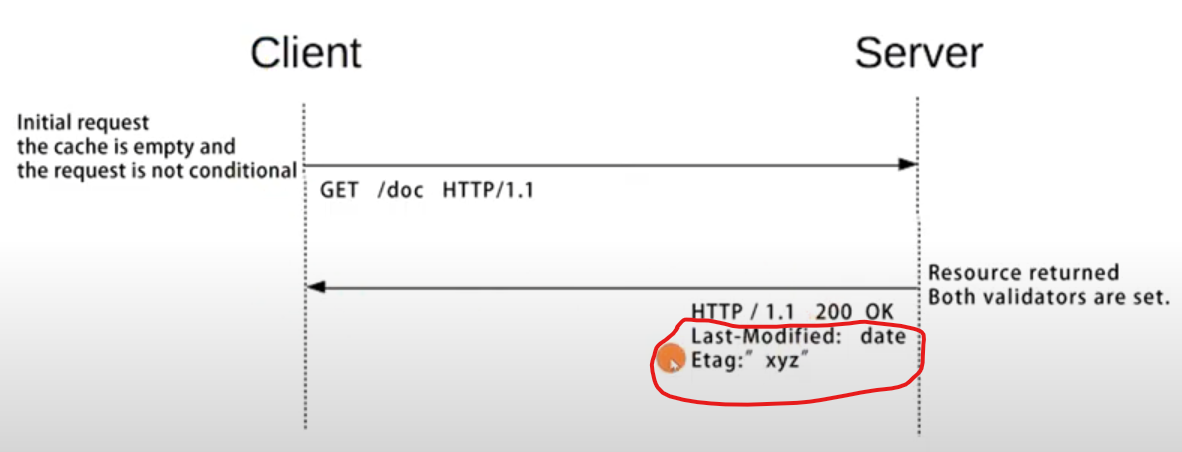 Client
Server
Initial request
the cache is empty and
the request is not conditional
GET /doc HTTP/1.1
Resource returned
Both validators are set.
HTTP / 1.1 200 OK
Last-Modified: date
Etag:" xyz"